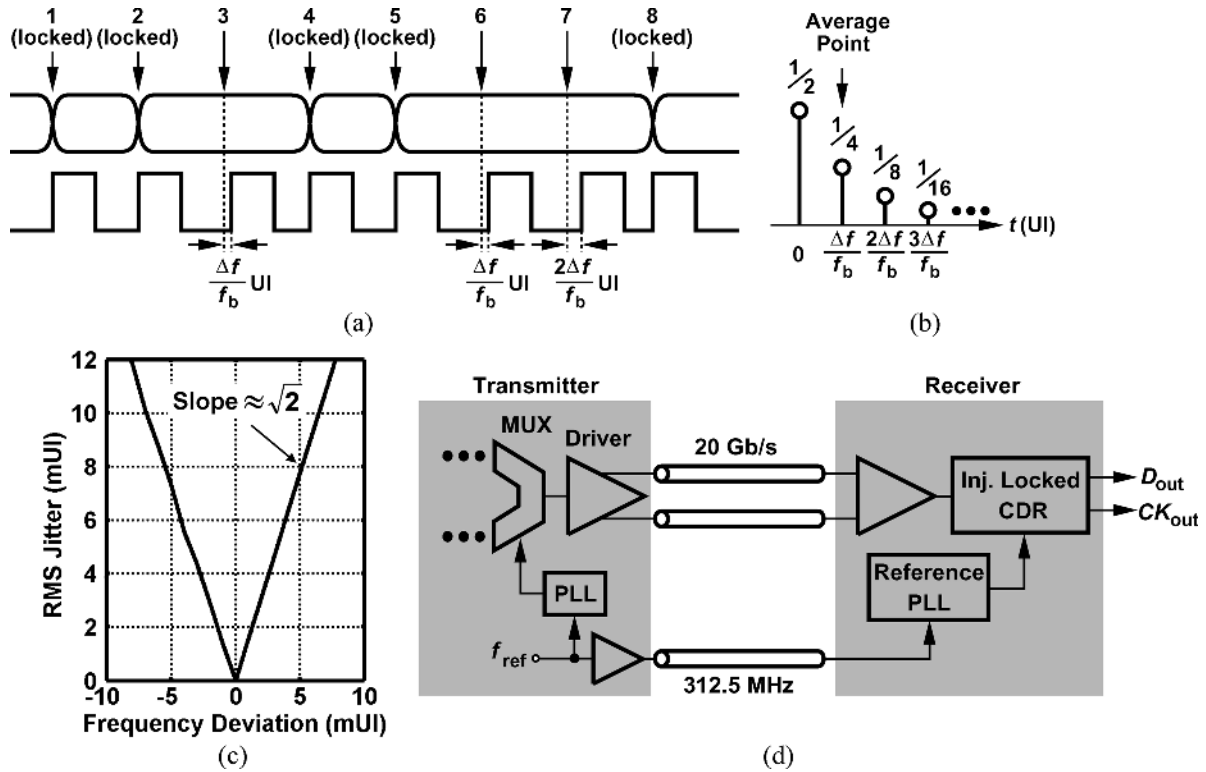 1 2 3 4 5 6 7 8
(locked) (locked) (locked) (locked) (locked)
Δf/fb UI Δf/fb UI 2Δf/fb UI
(a)
Average
Point
1/2
1/4
1/8
1/16
t (UI)
0 Δf/fb 2Δf/fb 3Δf/fb
(b)
12
10
8
6
4
2
0
-10 -5 0 5 10
RMS Jitter (mUI)
Slope ≈ √2
Frequency Deviation (mUI)
(c)
Transmitter
Receiver
MUX
Driver
20 Gb/s
Inj. Locked
CDR
Dout
CKout
PLL
Reference
PLL
fref
312.5 MHz
(d)